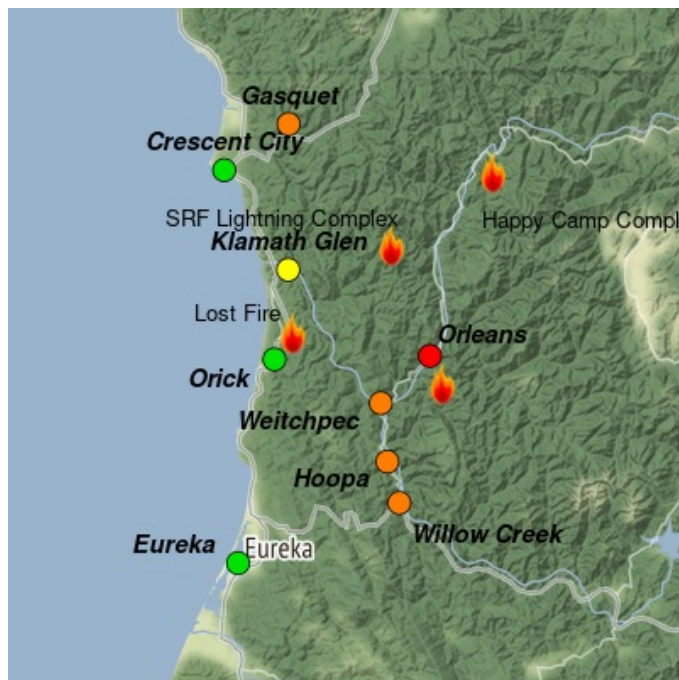 Gasquet
Crescent City
SRF Lightning Complex
Happy Camp Compl
Klamath Glen
Lost Fire
Orleans
Orick
Weitchpec
Hoopa
Willow Creek
Eureka
Eureka